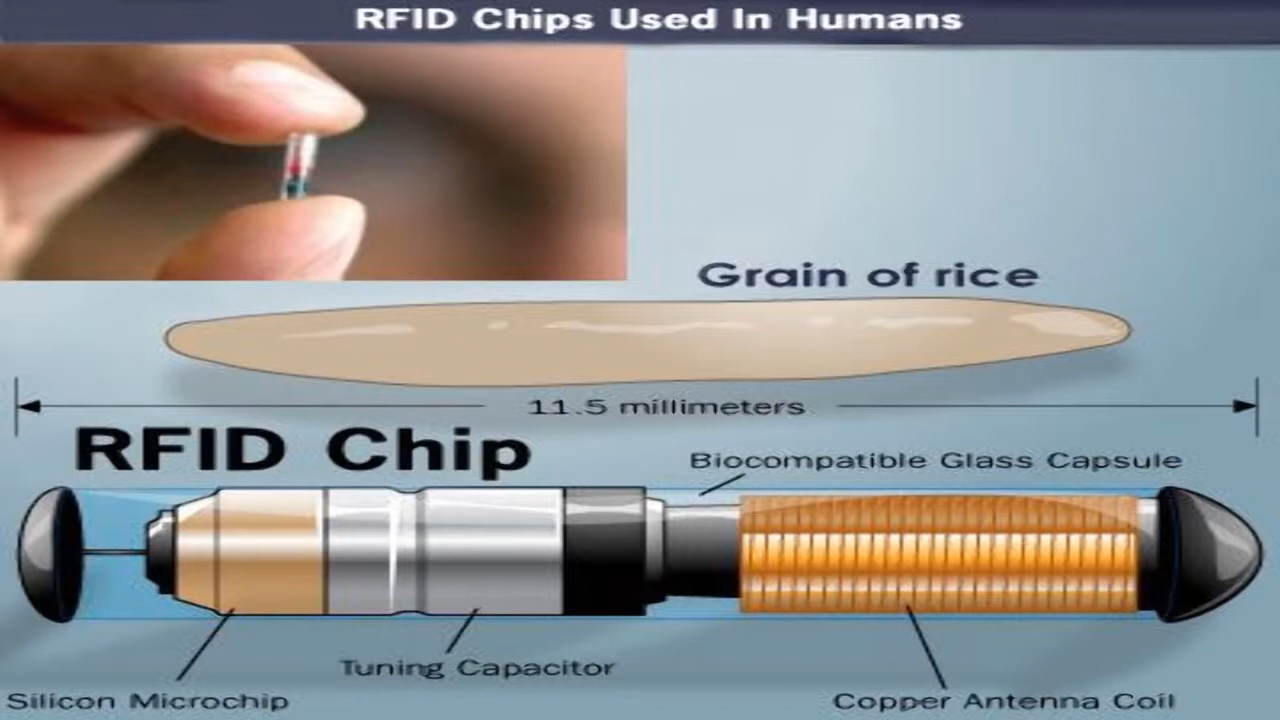 RFID Chips Used In Humans
Grain of rice
11.5 millimeters
RFID Chip
Biocompatible Glass Capsule
Tuning Capacitor
Silicon Microchip
Copper Antenna Coil